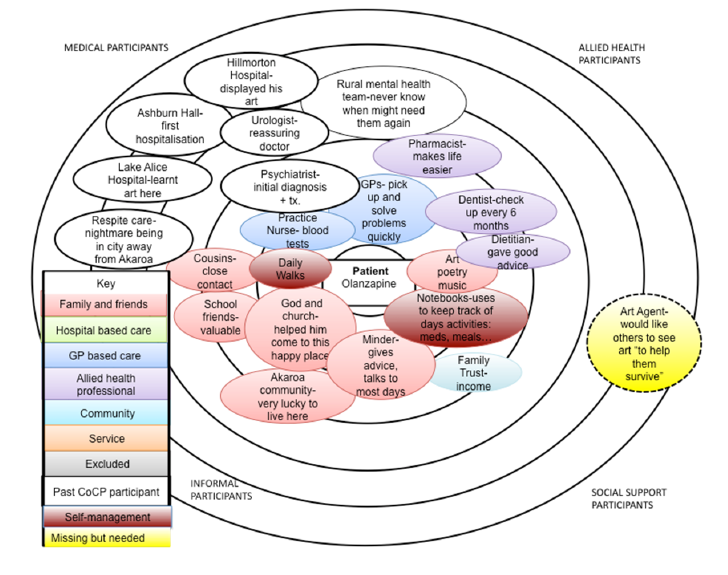 MEDICAL PARTICIPANTS
ALLIED HEALTH
PARTICIPANTS
Hillmorton
Hospital-
displayed his
art
Rural mental health
team-never know
when might need
them again
Ashburn Hall-
first
hospitalisation
Urologist-
reassuring
doctor
Pharmacist-
makes life
easier
Lake Alice
Hospital-learnt
art here
Psychiatrist-
initial diagnosis
+ tx.
GPs- pick
up and
solve
problems
quickly
Dentist-check
up every 6
months
Respite care-
nightmare being
in city away
from Akaroa
Practice
Nurse- blood
tests
Dietitian-
gave good
advice
Cousins-
close
contact
Daily
Walks
Patient
Olanzapine
Art
poetry
music
School
friends-
valuable
God and
church-
helped him
come to this
happy place
Notebooks-uses
to keep track of
days activities:
meds, meals…
Minder-
gives
advice,
talks to
most days
Family
Trust-
income
Akaroa
community-
very lucky to
live here
Art Agent-
would like
others to see
art “to help
them
survive”
Key
Family and friends
Hospital based care
GP based care
Allied health
professional
Community
Service
Excluded
Past CoCP participant
Self-management
Missing but needed
INFORMAL
PARTICIPANTS
SOCIAL SUPPORT
PARTICIPANTS